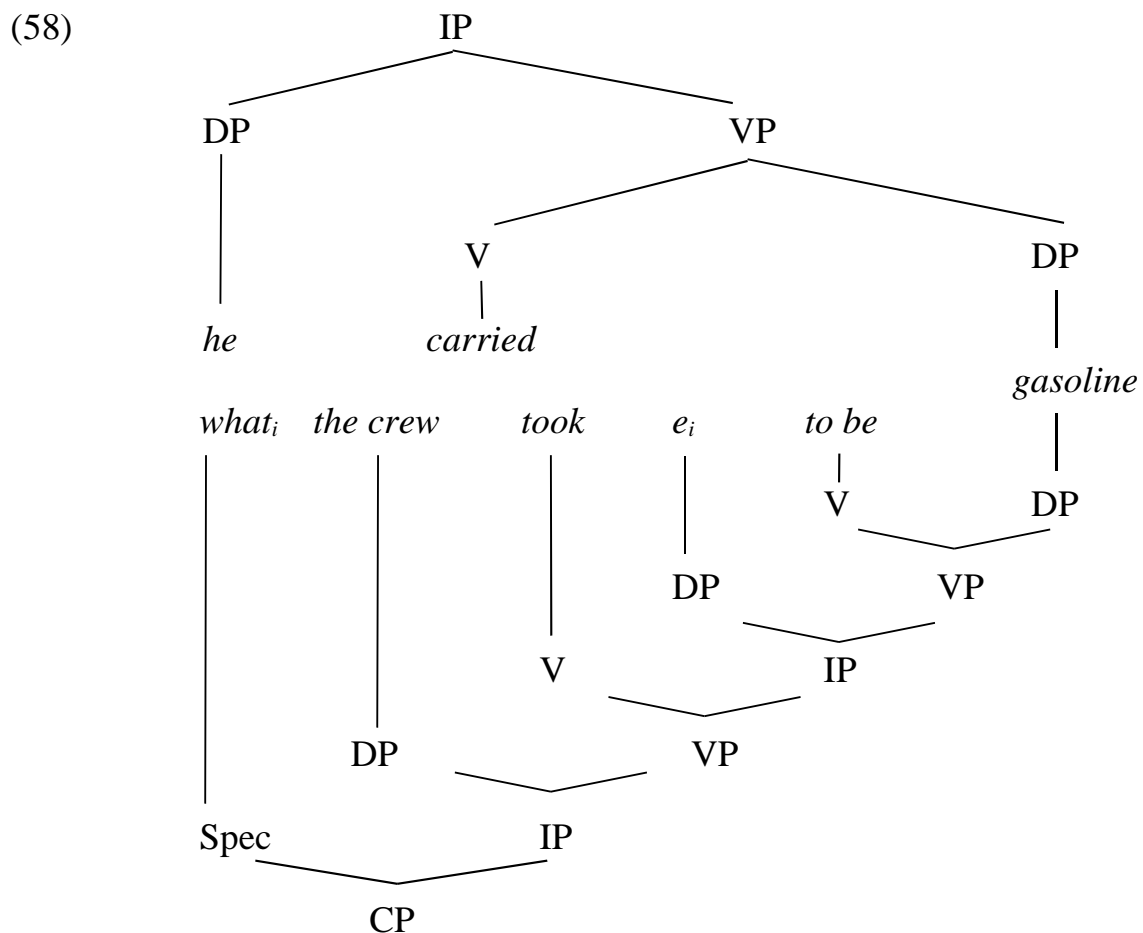 (58) IP
DP VP
V DP
he carried
gasoline
whatᵢ the crew took eᵢ to be
V DP
DP VP
V IP
DP VP
Spec IP
CP